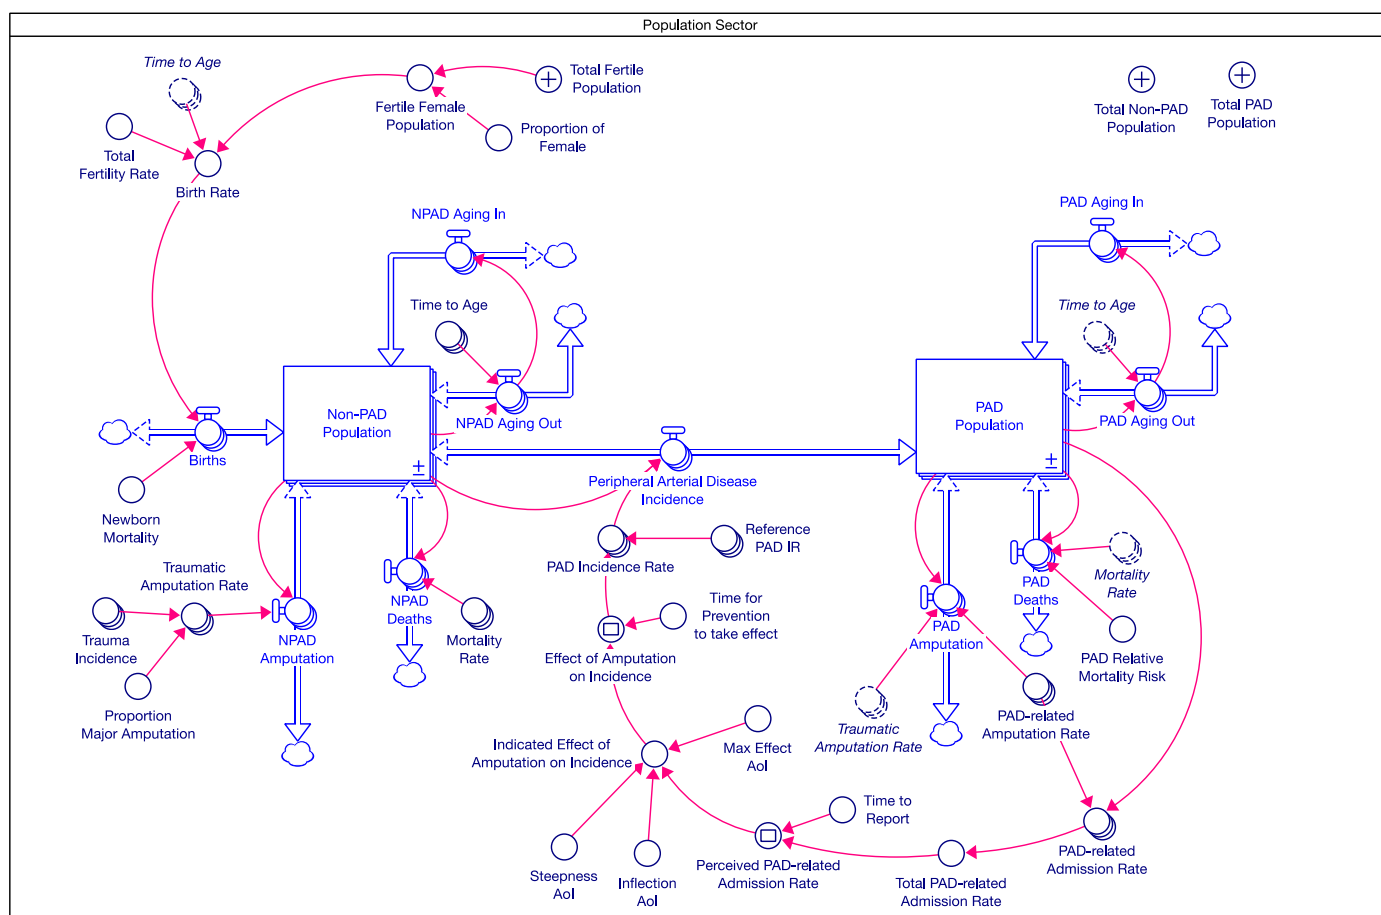 Population Sector
Time to Age
Total Fertile
Population
Fertile Female
Population
Proportion of
Female
Total
Fertility Rate
Birth Rate
Total Non-PAD
Population
Total PAD
Population
NPAD Aging In
PAD Aging In
Time to Age
Time to Age
Non-PAD
Population
NPAD Aging Out
PAD
Population
PAD Aging Out
Births
Peripheral Arterial Disease
Incidence
Newborn
Mortality
Reference
PAD IR
PAD Incidence Rate
Traumatic
Amputation Rate
Trauma
Incidence
NPAD
Amputation
NPAD
Deaths
Mortality
Rate
Time for
Prevention
to take effect
PAD
Deaths
Mortality
Rate
PAD
Amputation
PAD Relative
Mortality Risk
Effect of Amputation
on Incidence
Proportion
Major Amputation
Traumatic
Amputation Rate
PAD-related
Amputation Rate
Indicated Effect of
Amputation on Incidence
Max Effect
AoI
Time to
Report
Steepness
AoI
Inflection
AoI
Perceived PAD-related
Admission Rate
Total PAD-related
Admission Rate
PAD-related
Admission Rate